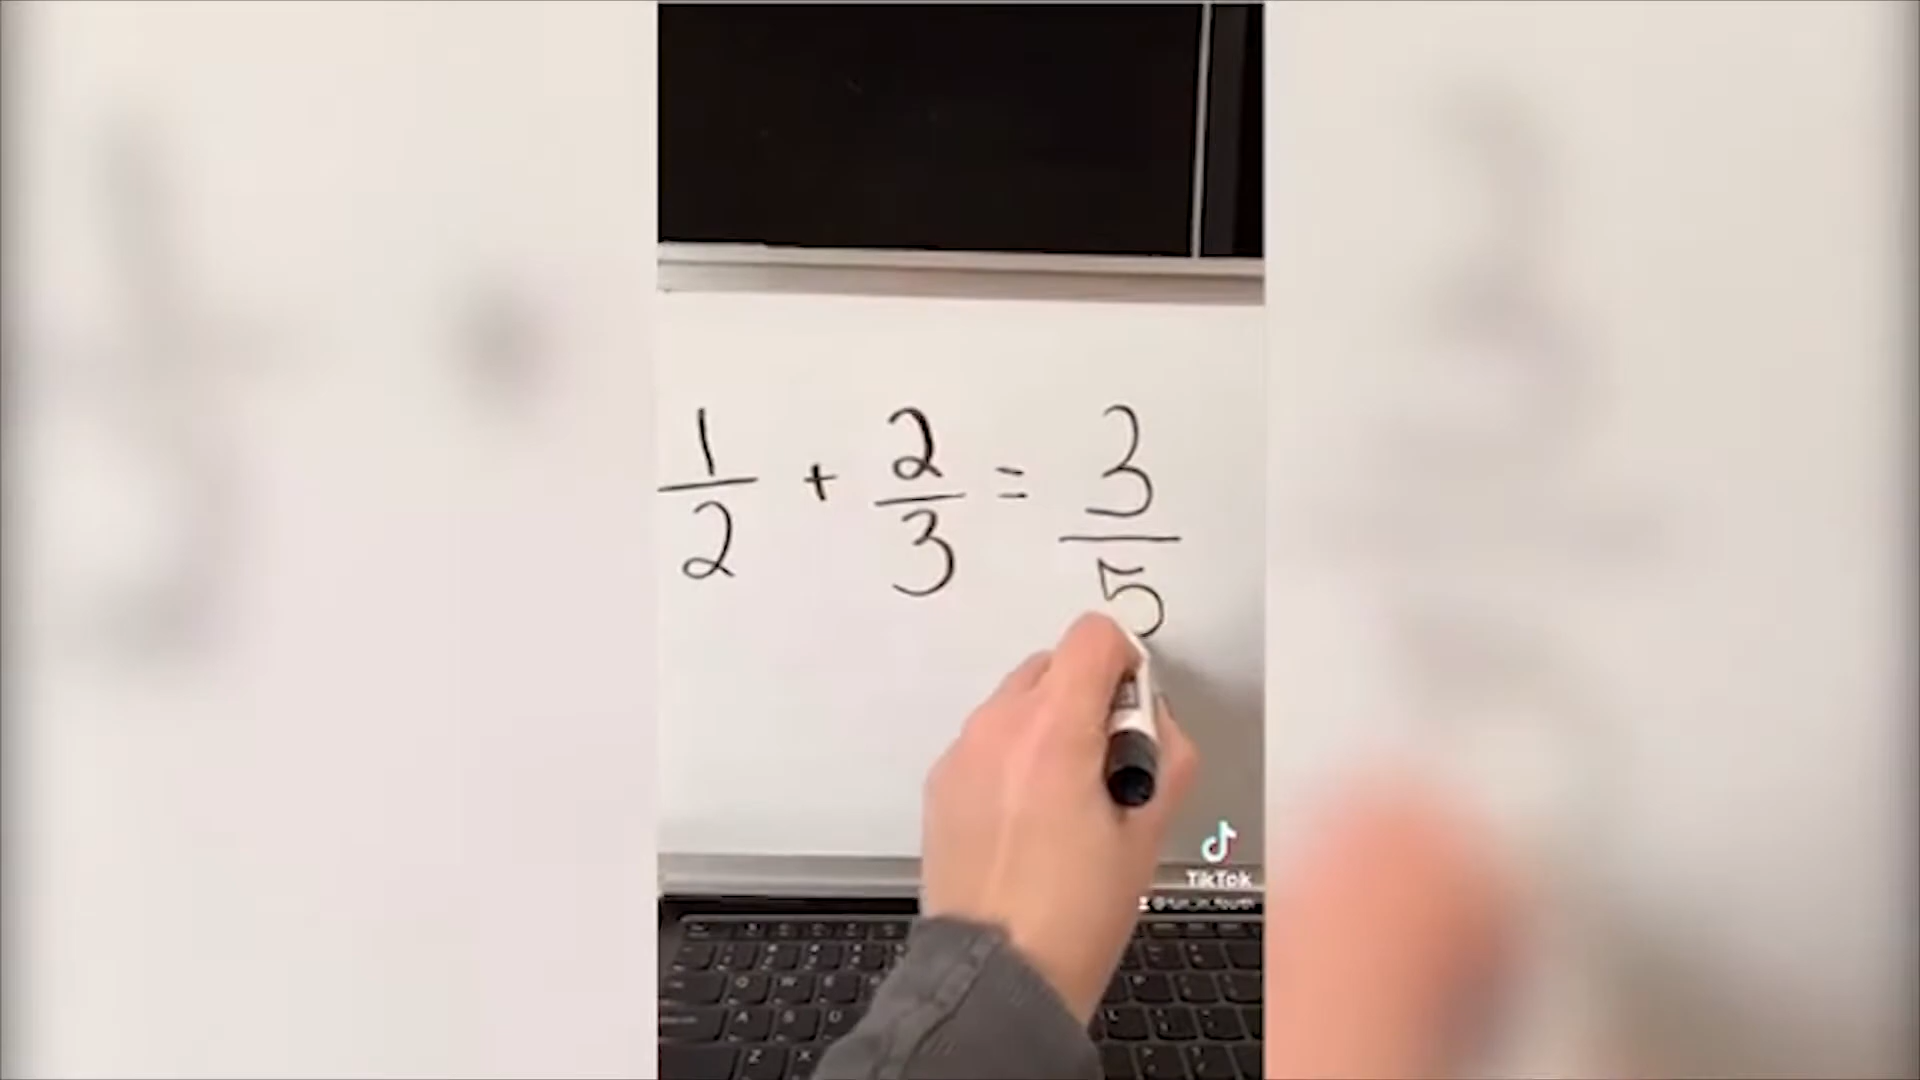 1/2 + 2/3 = 3/5
TikTok
Q W E
A S D
Z X
P
L